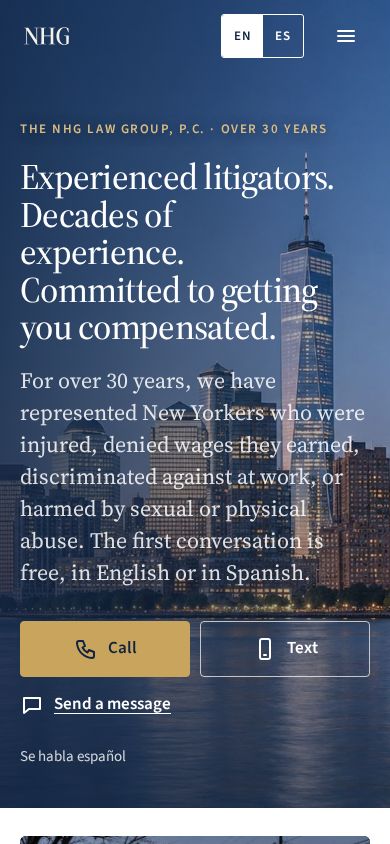 NHG
EN ES
THE NHG LAW GROUP, P.C. · OVER 30 YEARS
Experienced litigators.
Decades of
experience.
Committed to getting
you compensated.
For over 30 years, we have
represented New Yorkers who were
injured, denied wages they earned,
discriminated against at work, or
harmed by sexual or physical
abuse. The first conversation is
free, in English or in Spanish.
Call Text
Send a message
Se habla español